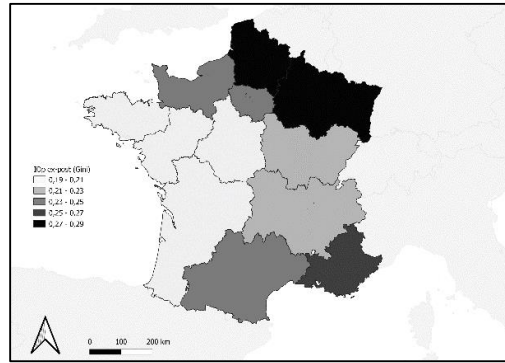 IOp ex-post (Gini)
0,19 - 0,21
0,21 - 0,23
0,23 - 0,25
0,25 - 0,27
0,27 - 0,29
0 100 200 km